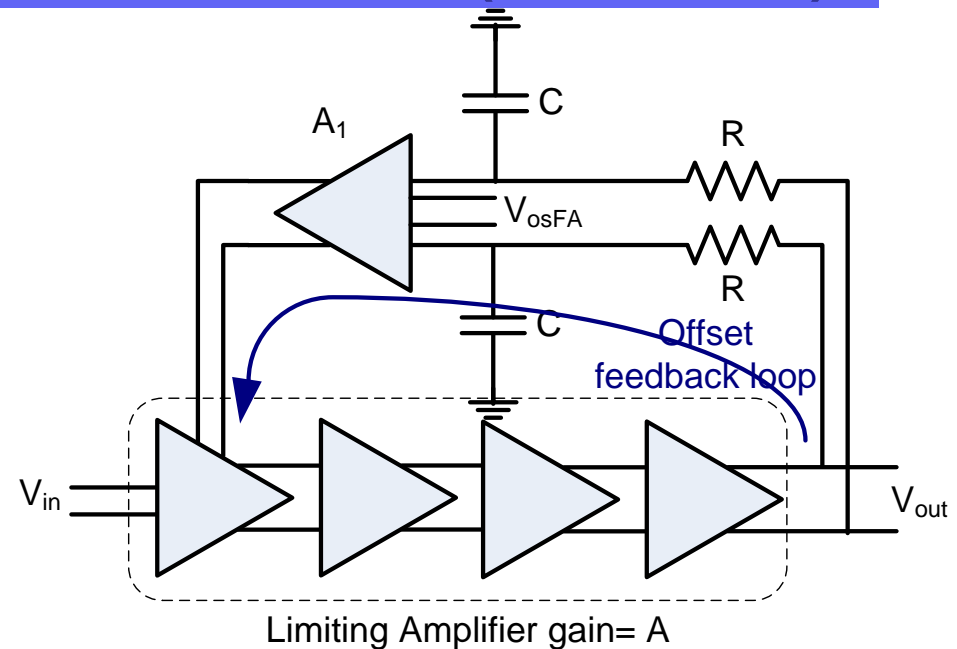 C
A₁
R
VosFA
R
C
Offset
feedback loop
Vin
Vout
Limiting Amplifier gain= A